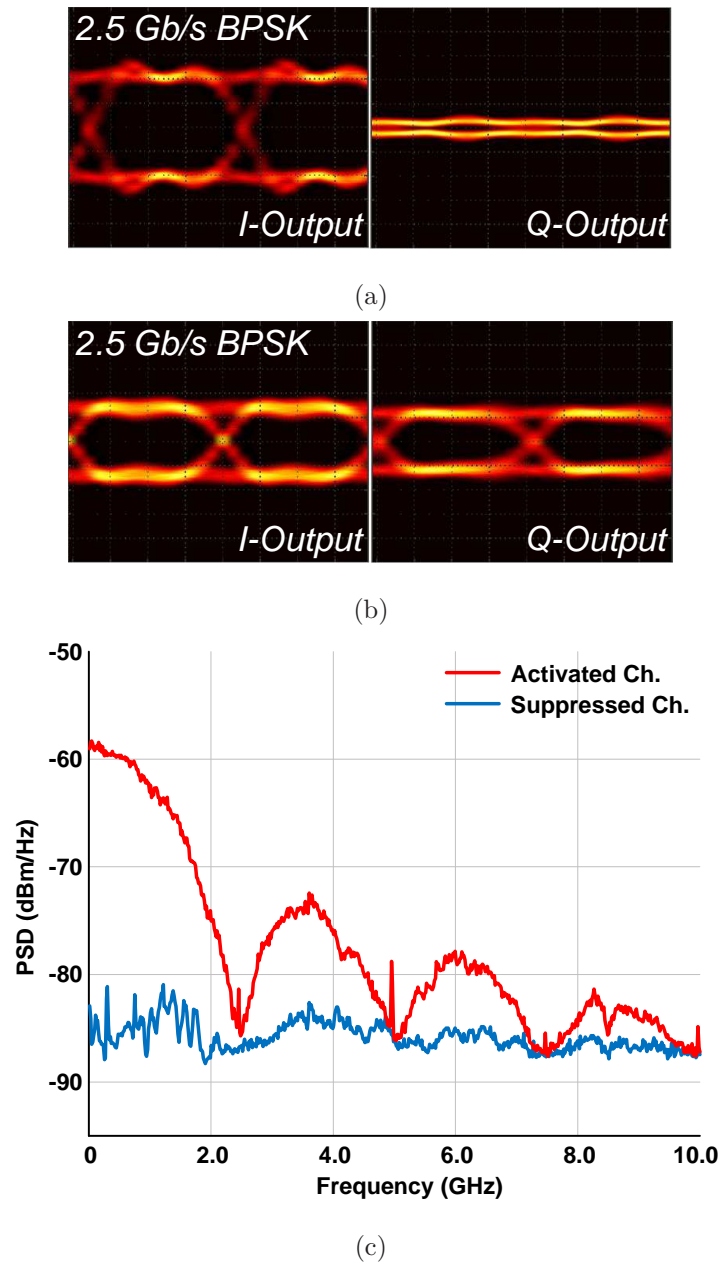 2.5 Gb/s BPSK
I-Output
Q-Output
(a)
2.5 Gb/s BPSK
I-Output
Q-Output
(b)
-50
Activated Ch.
Suppressed Ch.
-60
-70
PSD (dBm/Hz)
-80
-90
0 2.0 4.0 6.0 8.0 10.0
Frequency (GHz)
(c)